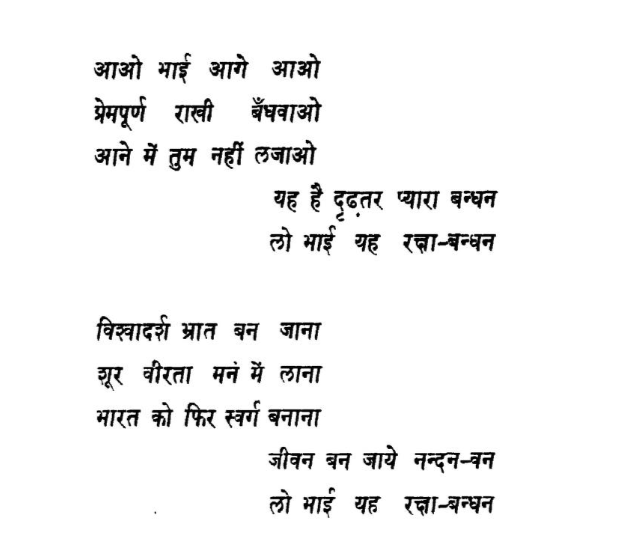 आओ भाई आगे आओ
प्रेमपूर्ण राखी बँधवाओ
आने में तुम नहीं लजाओ
यह है दृढ़तर प्यारा बन्धन
लो भाई यह रक्षा-बन्धन
विश्वादर्श भ्रात बन जाना
शूर वीरता मनं में लाना
भारत को फिर स्वर्ग बनाना
जीवन बन जाये नन्दन-वन
लो भाई यह रक्षा-बन्धन